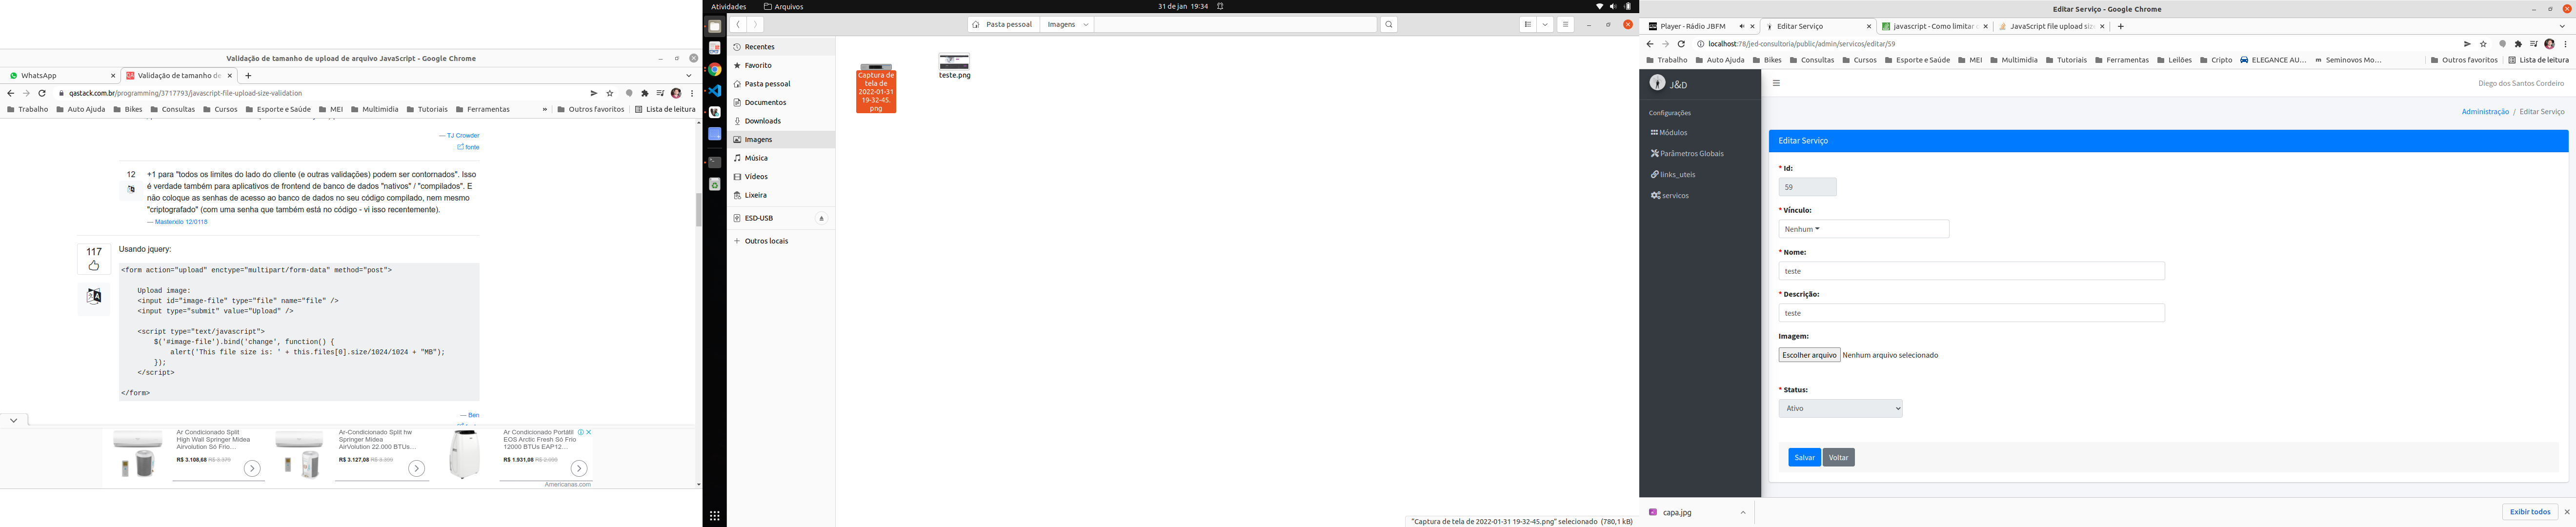 Validação de tamanho de upload de arquivo JavaScript - Google Chrome
WhatsApp
Validação de tamanho de
qastack.com.br/programming/3717793/javascript-file-upload-size-validation
Trabalho
Auto Ajuda
Bikes
Consultas
Cursos
Esporte e Saúde
MEI
Multimidia
Tutoriais
Ferramentas
»
Outros favoritos
Lista de leitura
— TJ Crowder
fonte
12
+1 para "todos os limites do lado do cliente (e outras validações) podem ser contornados". Isso
é verdade também para aplicativos de frontend de banco de dados "nativos" / "compilados". E
não coloque as senhas de acesso ao banco de dados no seu código compilado, nem mesmo
"criptografado" (com uma senha que também está no código - vi isso recentemente).
— Masterxilo 12/0118
117
Usando jquery:
<form action="upload" enctype="multipart/form-data" method="post">
Upload image:
<input id="image-file" type="file" name="file" />
<input type="submit" value="Upload" />
<script type="text/javascript">
$('#image-file').bind('change', function() {
alert('This file size is: ' + this.files[0].size/1024/1024 + "MB");
});
</script>
</form>
— Ben
Ar Condicionado Split
High Wall Springer Midea
Airvolution Só Frio...
R$ 3.108,68 R$ 3.379
Ar-Condicionado Split hw
Springer Midea
AirVolution 22.000 BTUs...
R$ 3.127,08 R$ 3.399
Ar Condicionado Portátil
EOS Arctic Fresh Só Frio
12000 BTUs EAP12...
R$ 1.931,08 R$ 2.099
Americanas.com
Atividades
Arquivos
31 de jan 19:34
Pasta pessoal
Imagens
Recentes
Favorito
Pasta pessoal
Documentos
Downloads
Imagens
Música
Vídeos
Lixeira
ESD-USB
Outros locais
Captura de
tela de
2022-01-31
19-32-45.
png
teste.png
"Captura de tela de 2022-01-31 19-32-45.png" selecionado (780,1 kB)
Editar Serviço - Google Chrome
Player - Rádio JBFM
Editar Serviço
javascript - Como limitar
JavaScript file upload siz
localhost:78/jed-consultoria/public/admin/servicos/editar/59
Trabalho
Auto Ajuda
Bikes
Consultas
Cursos
Esporte e Saúde
MEI
Multimidia
Tutoriais
Ferramentas
Leilões
Cripto
ELEGANCE AU...
Seminovos Mo...
Outros favoritos
Lista de leitura
J&D
Configurações
Módulos
Parâmetros Globais
links_uteis
servicos
Diego dos Santos Cordeiro
Administração / Editar Serviço
Editar Serviço
* Id:
59
* Vínculo:
Nenhum
* Nome:
teste
* Descrição:
teste
Imagem:
Escolher arquivo Nenhum arquivo selecionado
* Status:
Ativo
Salvar
Voltar
capa.jpg
Exibir todos